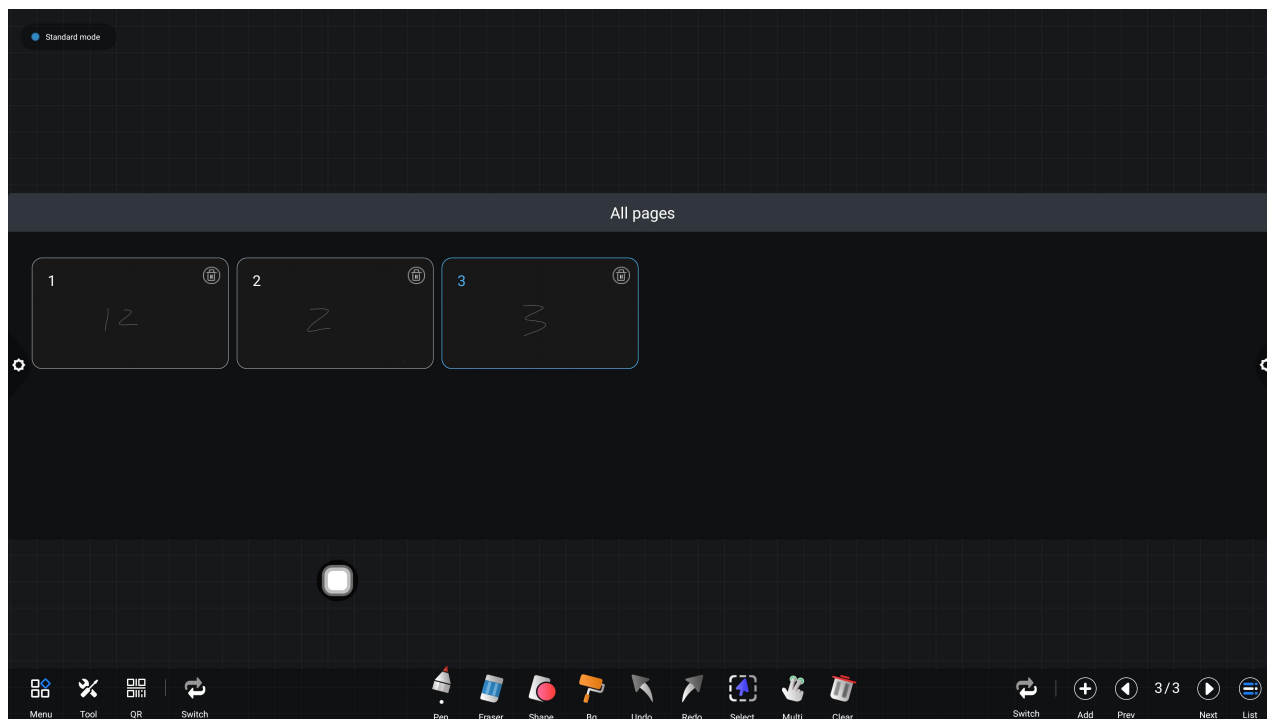 Standard mode
All pages
1 2 3
12 2 3
Menu Tool QR Switch Pen Eraser Shape Bg Undo Redo Select Multi Clear Switch Add Prev 3/3 Next List